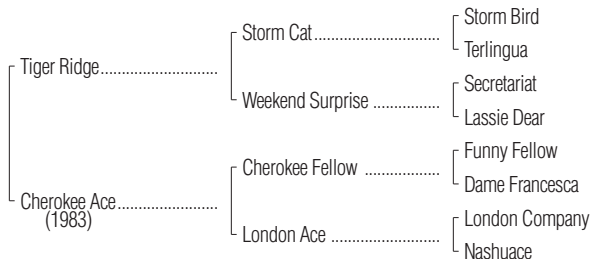 Storm Bird
Storm Cat
Terlingua
Tiger Ridge
Secretariat
Weekend Surprise
Lassie Dear
Funny Fellow
Cherokee Fellow
Dame Francesca
Cherokee Ace
(1983)
London Company
London Ace
Nashuace